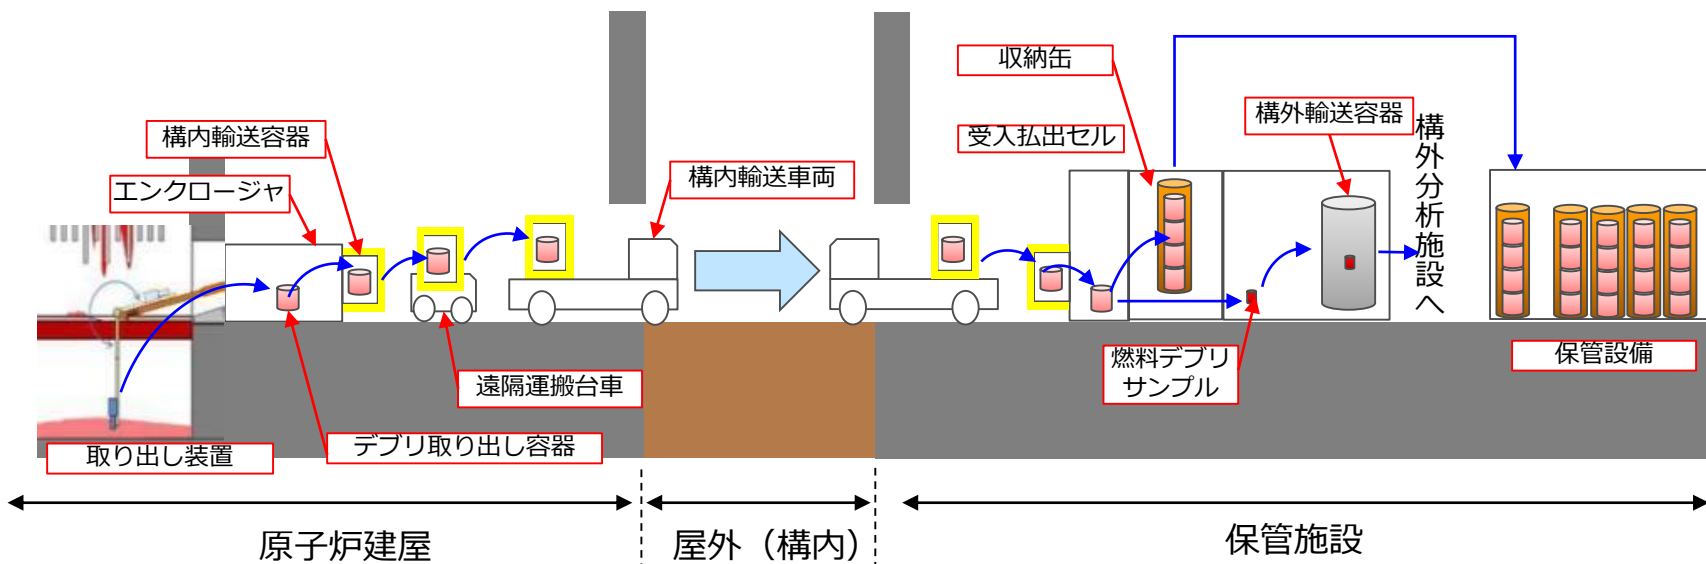 収納缶
構外輸送容器
構内輸送容器
受入払出セル
構外分析施設へ
構内輸送車両
エンクロージャ
燃料デブリ
サンプル
保管設備
遠隔運搬台車
デブリ取り出し容器
取り出し装置
原子炉建屋
屋外（構内）
保管施設